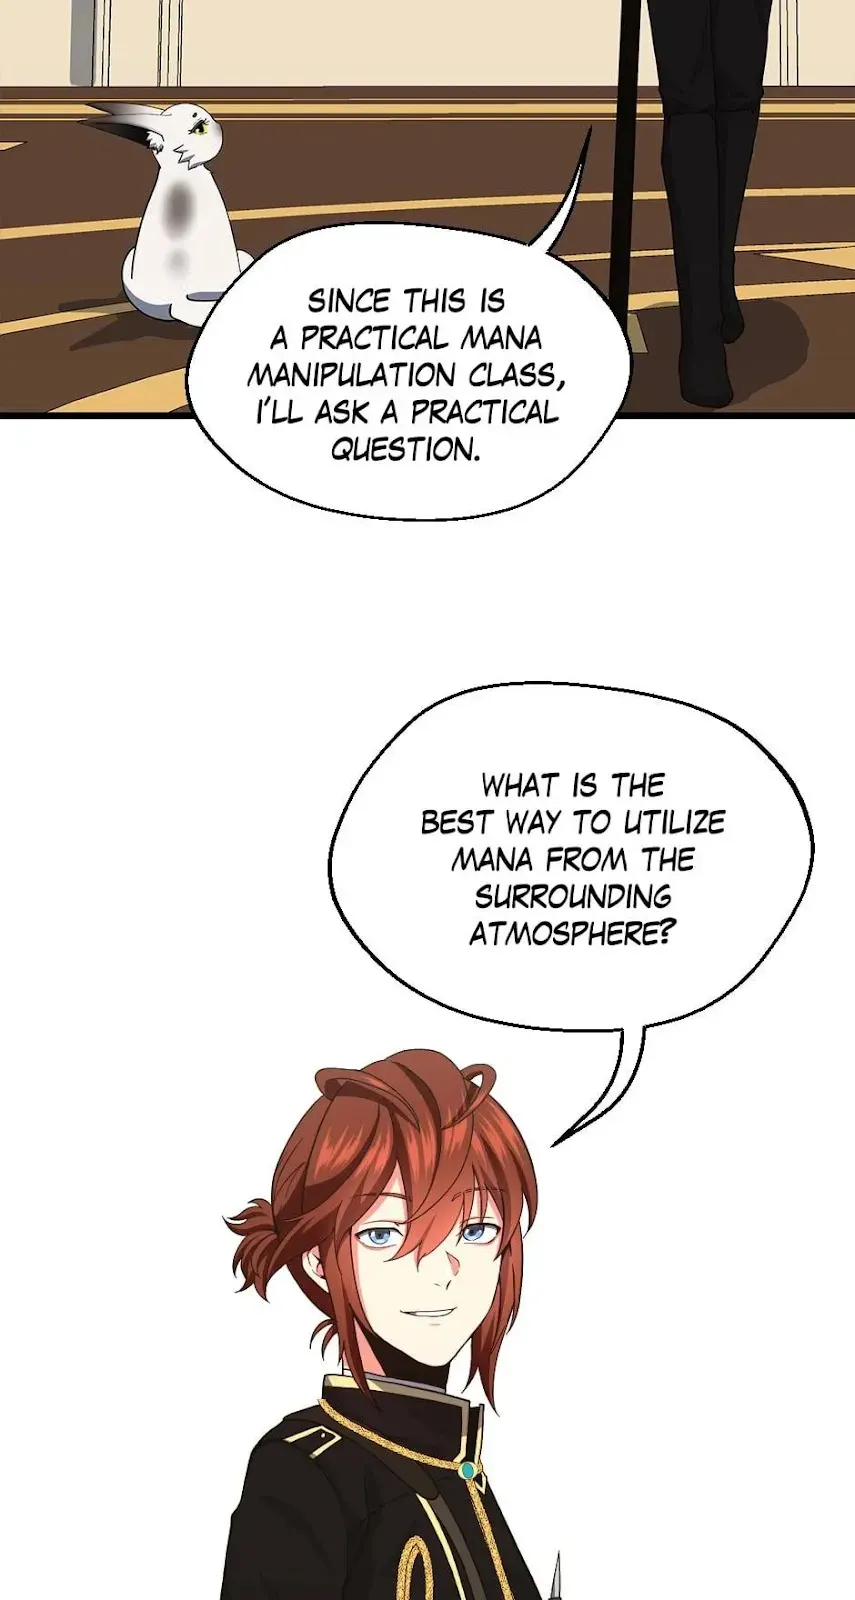 SINCE THIS IS
A PRACTICAL MANA
MANIPULATION CLASS,
I'LL ASK A PRACTICAL
QUESTION.
WHAT IS THE
BEST WAY TO UTILIZE
MANA FROM THE
SURROUNDING
ATMOSPHERE?